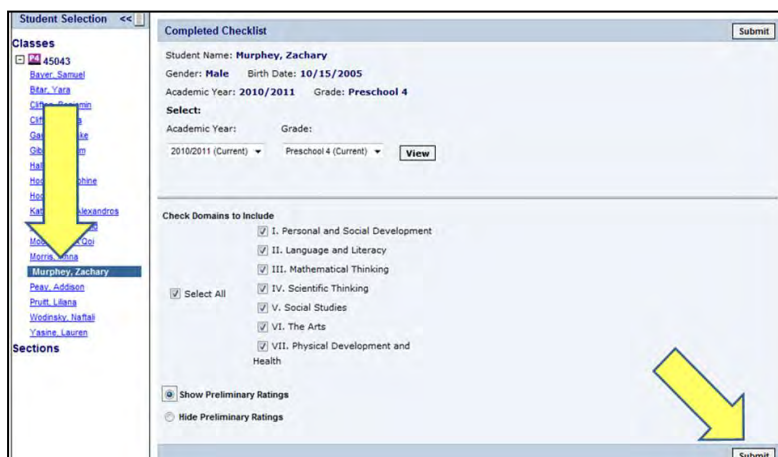 Student Selection <<
Classes
P4 45043
Bayer, Samuel
Bitar, Yara
Hal
Morris,
Murphey, Zachary
Peay, Addison
Pruitt, Liliana
Wodinsky, Naftali
Yasine, Lauren
Sections
Completed Checklist Submit
Student Name: Murphey, Zachary
Gender: Male Birth Date: 10/15/2005
Academic Year: 2010/2011 Grade: Preschool 4
Select:
Academic Year: Grade:
2010/2011 (Current) Preschool 4 (Current) View
Check Domains to Include
I. Personal and Social Development
II. Language and Literacy
III. Mathematical Thinking
Select All IV. Scientific Thinking
V. Social Studies
VI. The Arts
VII. Physical Development and
Health
Show Preliminary Ratings
Hide Preliminary Ratings
Submit